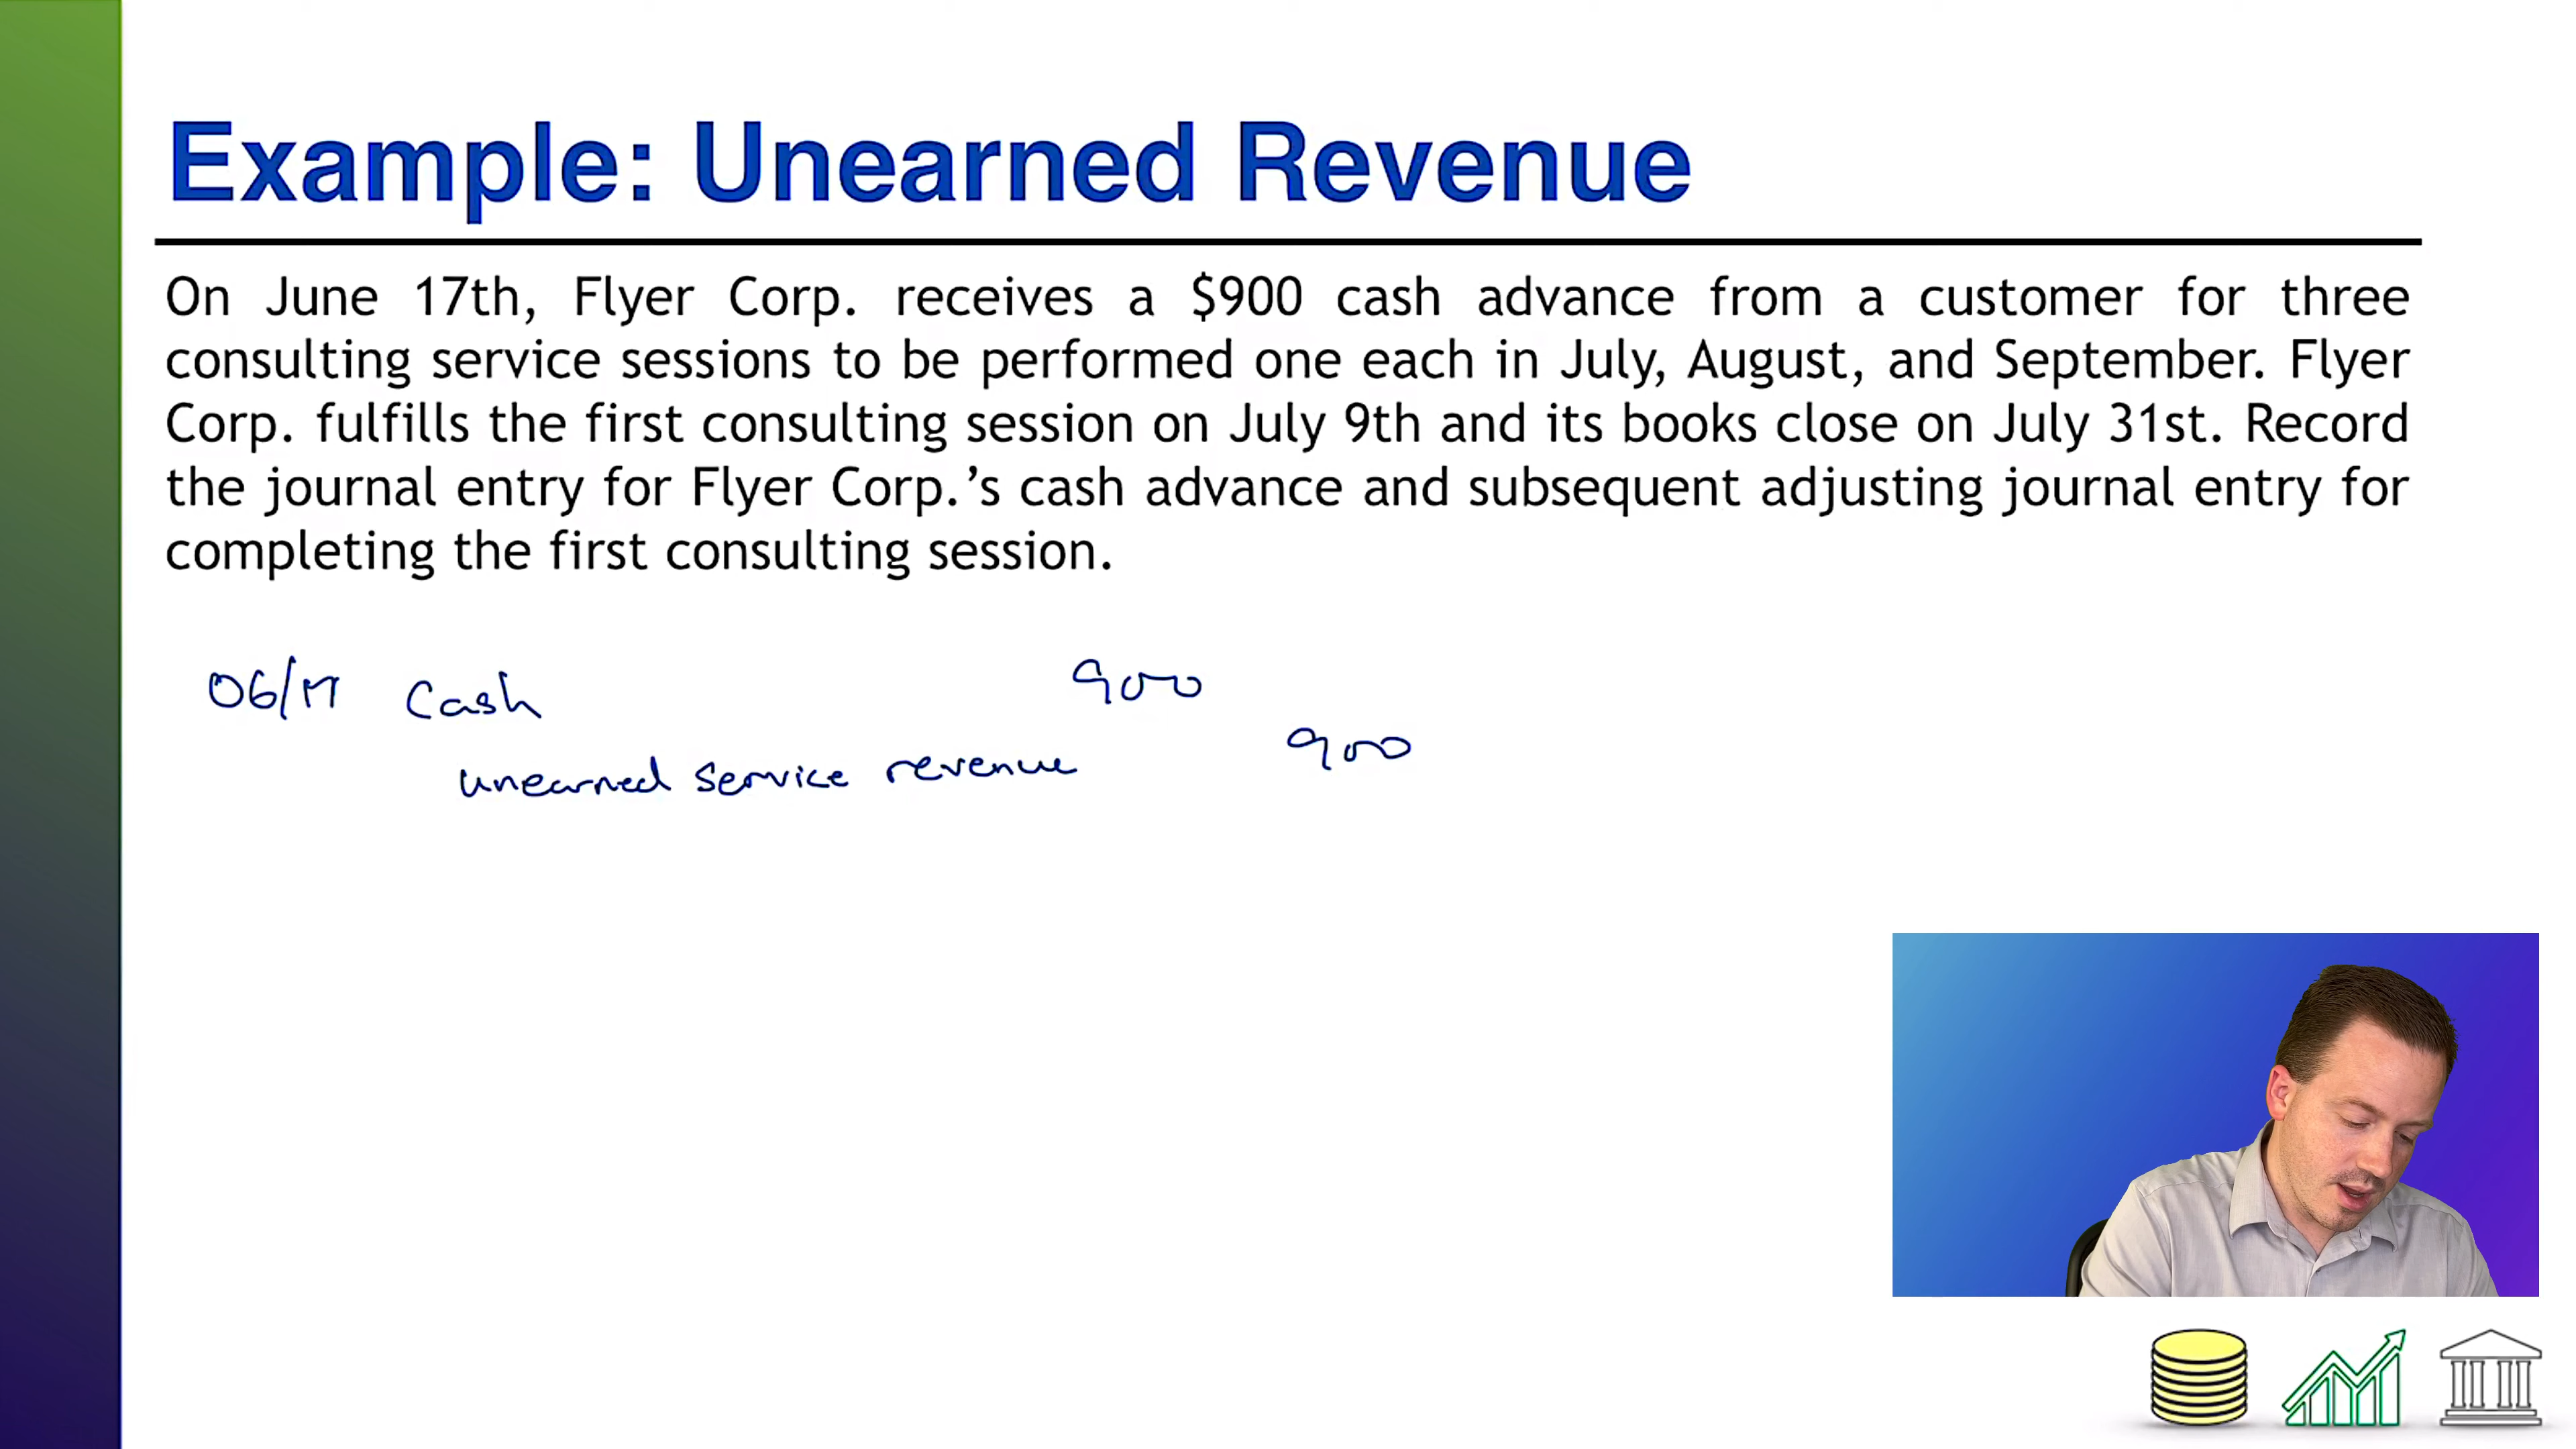 Example: Unearned Revenue
On June 17th, Flyer Corp. receives a $900 cash advance from a customer for three
consulting service sessions to be performed one each in July, August, and September. Flyer
Corp. fulfills the first consulting session on July 9th and its books close on July 31st. Record
the journal entry for Flyer Corp.’s cash advance and subsequent adjusting journal entry for
completing the first consulting session.
06/17 Cash 900
unearned service revenue 900